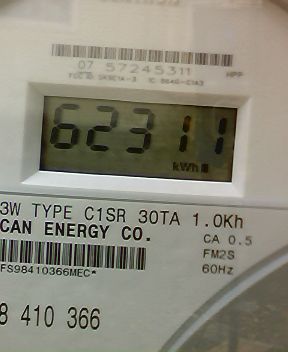 07 57245311 HPP
62311
kWh
3W TYPE C1SR 30TA 1.0Kh
CAN ENERGY CO.
CA 0.5
FM2S
FS98410366MEC*
60Hz
8 410 366